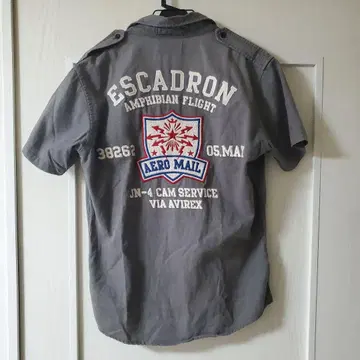 ESCADRON
AMPHIBIAN FLIGHT
38262 05.MAI
AERO MAIL
JN-4 CAM SERVICE
VIA AVIREX